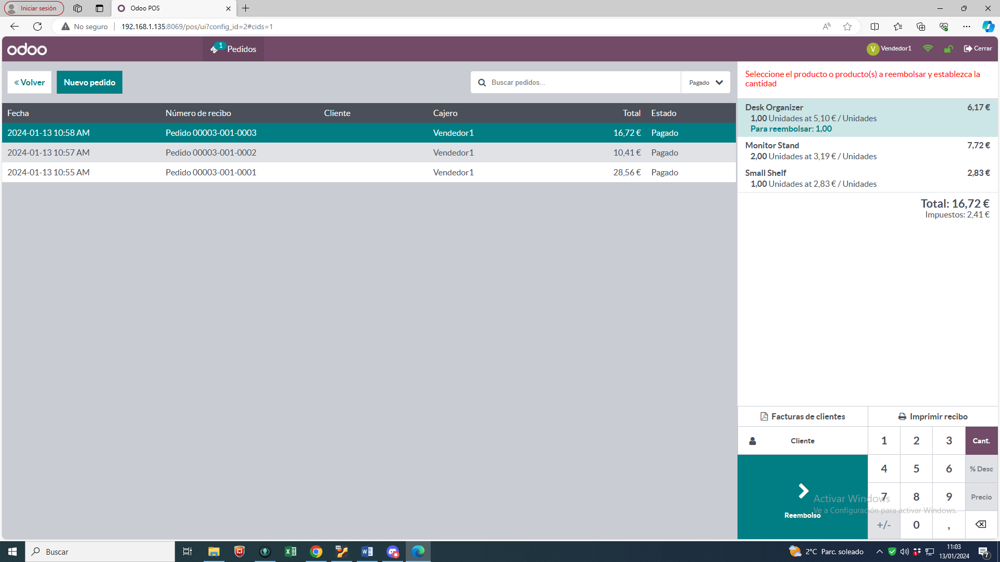 Iniciar sesión
Odoo POS
No seguro
192.168.1.135:8069/pos/ui?config_id=2#cids=1
odoo
1
Pedidos
V
Vendedor1
Cerrar
« Volver
Nuevo pedido
Buscar pedidos...
Pagado
Fecha Número de recibo Cliente Cajero Total Estado
2024-01-13 10:58 AM Pedido 00003-001-0003 Vendedor1 16,72 € Pagado
2024-01-13 10:57 AM Pedido 00003-001-0002 Vendedor1 10,41 € Pagado
2024-01-13 10:55 AM Pedido 00003-001-0001 Vendedor1 28,56 € Pagado
Seleccione el producto o producto(s) a reembolsar y establezca la
cantidad
Desk Organizer 6,17 €
1,00 Unidades at 5,10 € / Unidades
Para reembolsar: 1,00
Monitor Stand 7,72 €
2,00 Unidades at 3,19 € / Unidades
Small Shelf 2,83 €
1,00 Unidades at 2,83 € / Unidades
Total: 16,72 €
Impuestos: 2,41 €
Facturas de clientes
Imprimir recibo
Cliente
1 2 3 Cant.
4 5 6 % Desc
7 8 9 Precio
+/- 0 ,
Reembolso
Activar Windows
Ve a Configuración para activar Windows.
Buscar
64
2°C Parc. soleado
1
11:03
13/01/2024
7